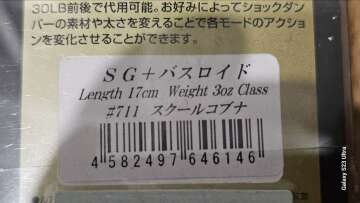 30LB前後で代用可能。お好みによってショックダン
パーの素材や太さを変えることで各モードのアクショ
ンを変化させることができます。
SG+バスロイド
Length 17cm Weight 3oz Class
#711 スクールコブナ
4 582497 646146
Galaxy S23 Ultra